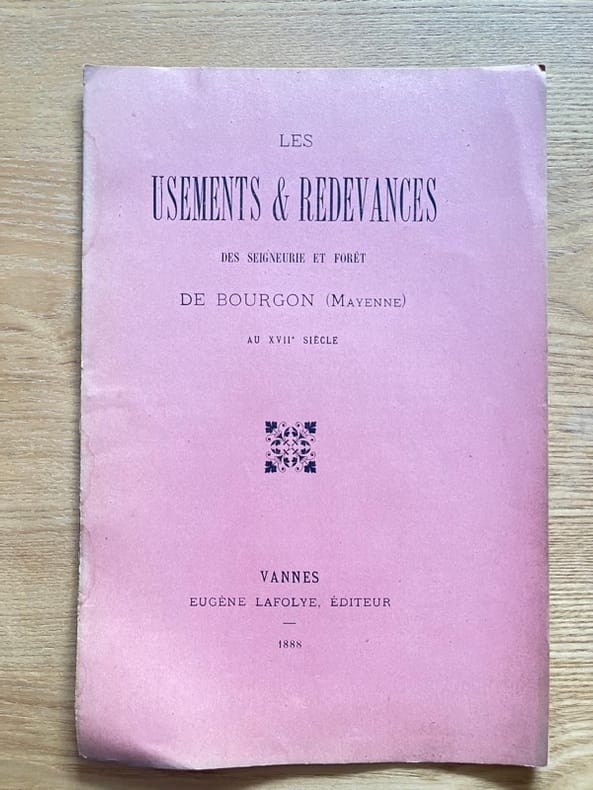 LES
USEMENTS & REDEVANCES
DES SEIGNEURIE ET FORÊT
DE BOURGON (MAYENNE)
AU XVIIᵉ SIÈCLE
VANNES
EUGÈNE LAFOLYE, ÉDITEUR
1888